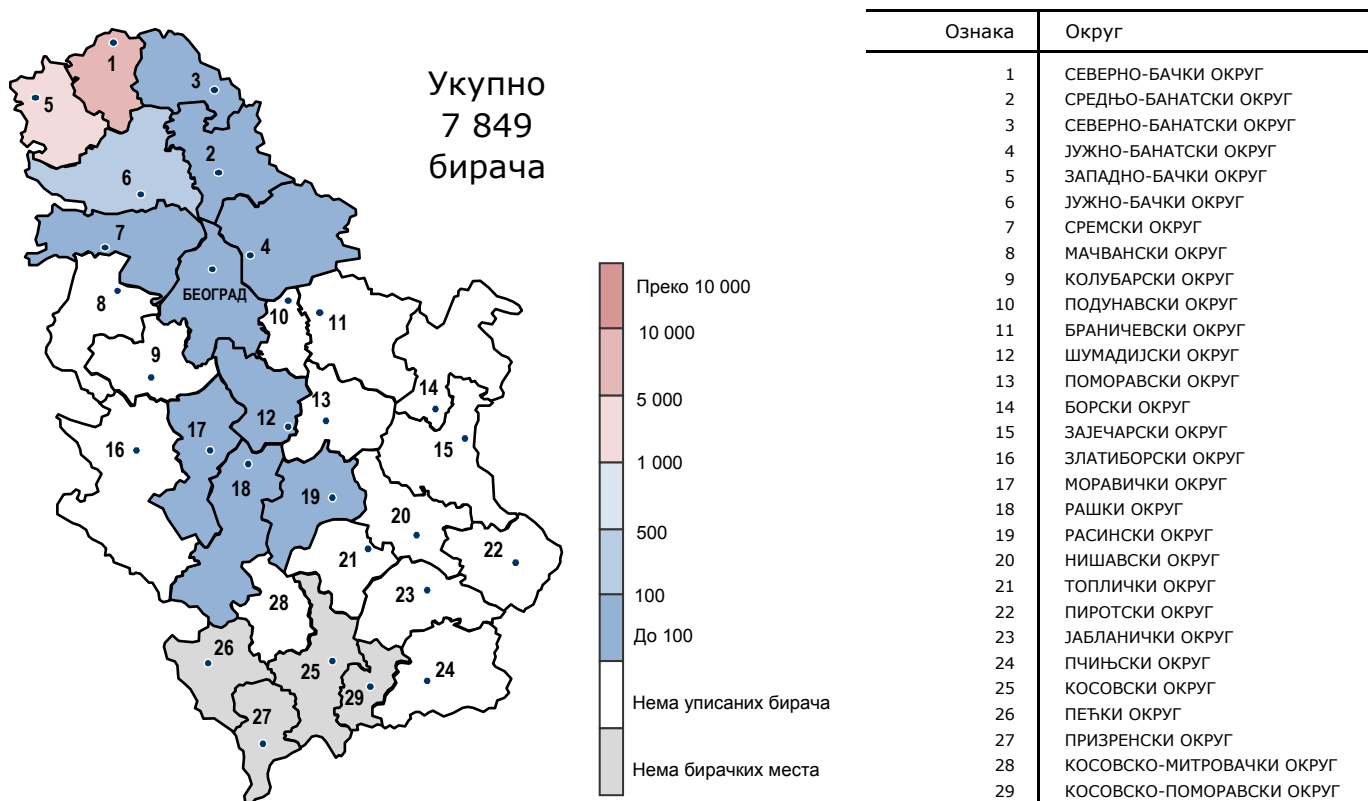 Укупно
7 849
бирача
1
3
5
2
6
7
4
БЕОГРАД
8
10
11
9
14
13
12
17
15
16
18
19
20
22
21
23
28
26
25
24
29
27
Преко 10 000
10 000
5 000
1 000
500
100
До 100
Нема уписаних бирача
Нема бирачких места
Ознака Округ
1 СЕВЕРНО-БАЧКИ ОКРУГ
2 СРЕДЊО-БАНАТСКИ ОКРУГ
3 СЕВЕРНО-БАНАТСКИ ОКРУГ
4 ЈУЖНО-БАНАТСКИ ОКРУГ
5 ЗАПАДНО-БАЧКИ ОКРУГ
6 ЈУЖНО-БАЧКИ ОКРУГ
7 СРЕМСКИ ОКРУГ
8 МАЧВАНСКИ ОКРУГ
9 КОЛУБАРСКИ ОКРУГ
10 ПОДУНАВСКИ ОКРУГ
11 БРАНИЧЕВСКИ ОКРУГ
12 ШУМАДИЈСКИ ОКРУГ
13 ПОМОРАВСКИ ОКРУГ
14 БОРСКИ ОКРУГ
15 ЗАЈЕЧАРСКИ ОКРУГ
16 ЗЛАТИБОРСКИ ОКРУГ
17 МОРАВИЧКИ ОКРУГ
18 РАШКИ ОКРУГ
19 РАСИНСКИ ОКРУГ
20 НИШАВСКИ ОКРУГ
21 ТОПЛИЧКИ ОКРУГ
22 ПИРОТСКИ ОКРУГ
23 ЈАБЛАНИЧКИ ОКРУГ
24 ПЧИЊСКИ ОКРУГ
25 КОСОВСКИ ОКРУГ
26 ПЕЋКИ ОКРУГ
27 ПРИЗРЕНСКИ ОКРУГ
28 КОСОВСКО-МИТРОВАЧКИ ОКРУГ
29 КОСОВСКО-ПОМОРАВСКИ ОКРУГ